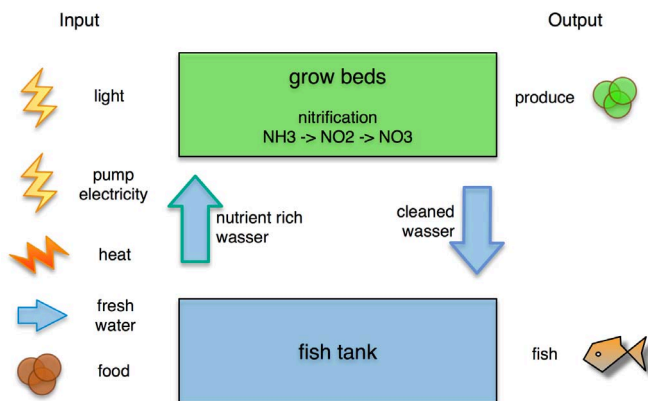 Input
Output
grow beds
nitrification
NH3 -> NO2 -> NO3
light
produce
pump
electricity
nutrient rich
wasser
cleaned
wasser
heat
fresh
water
fish tank
fish
food